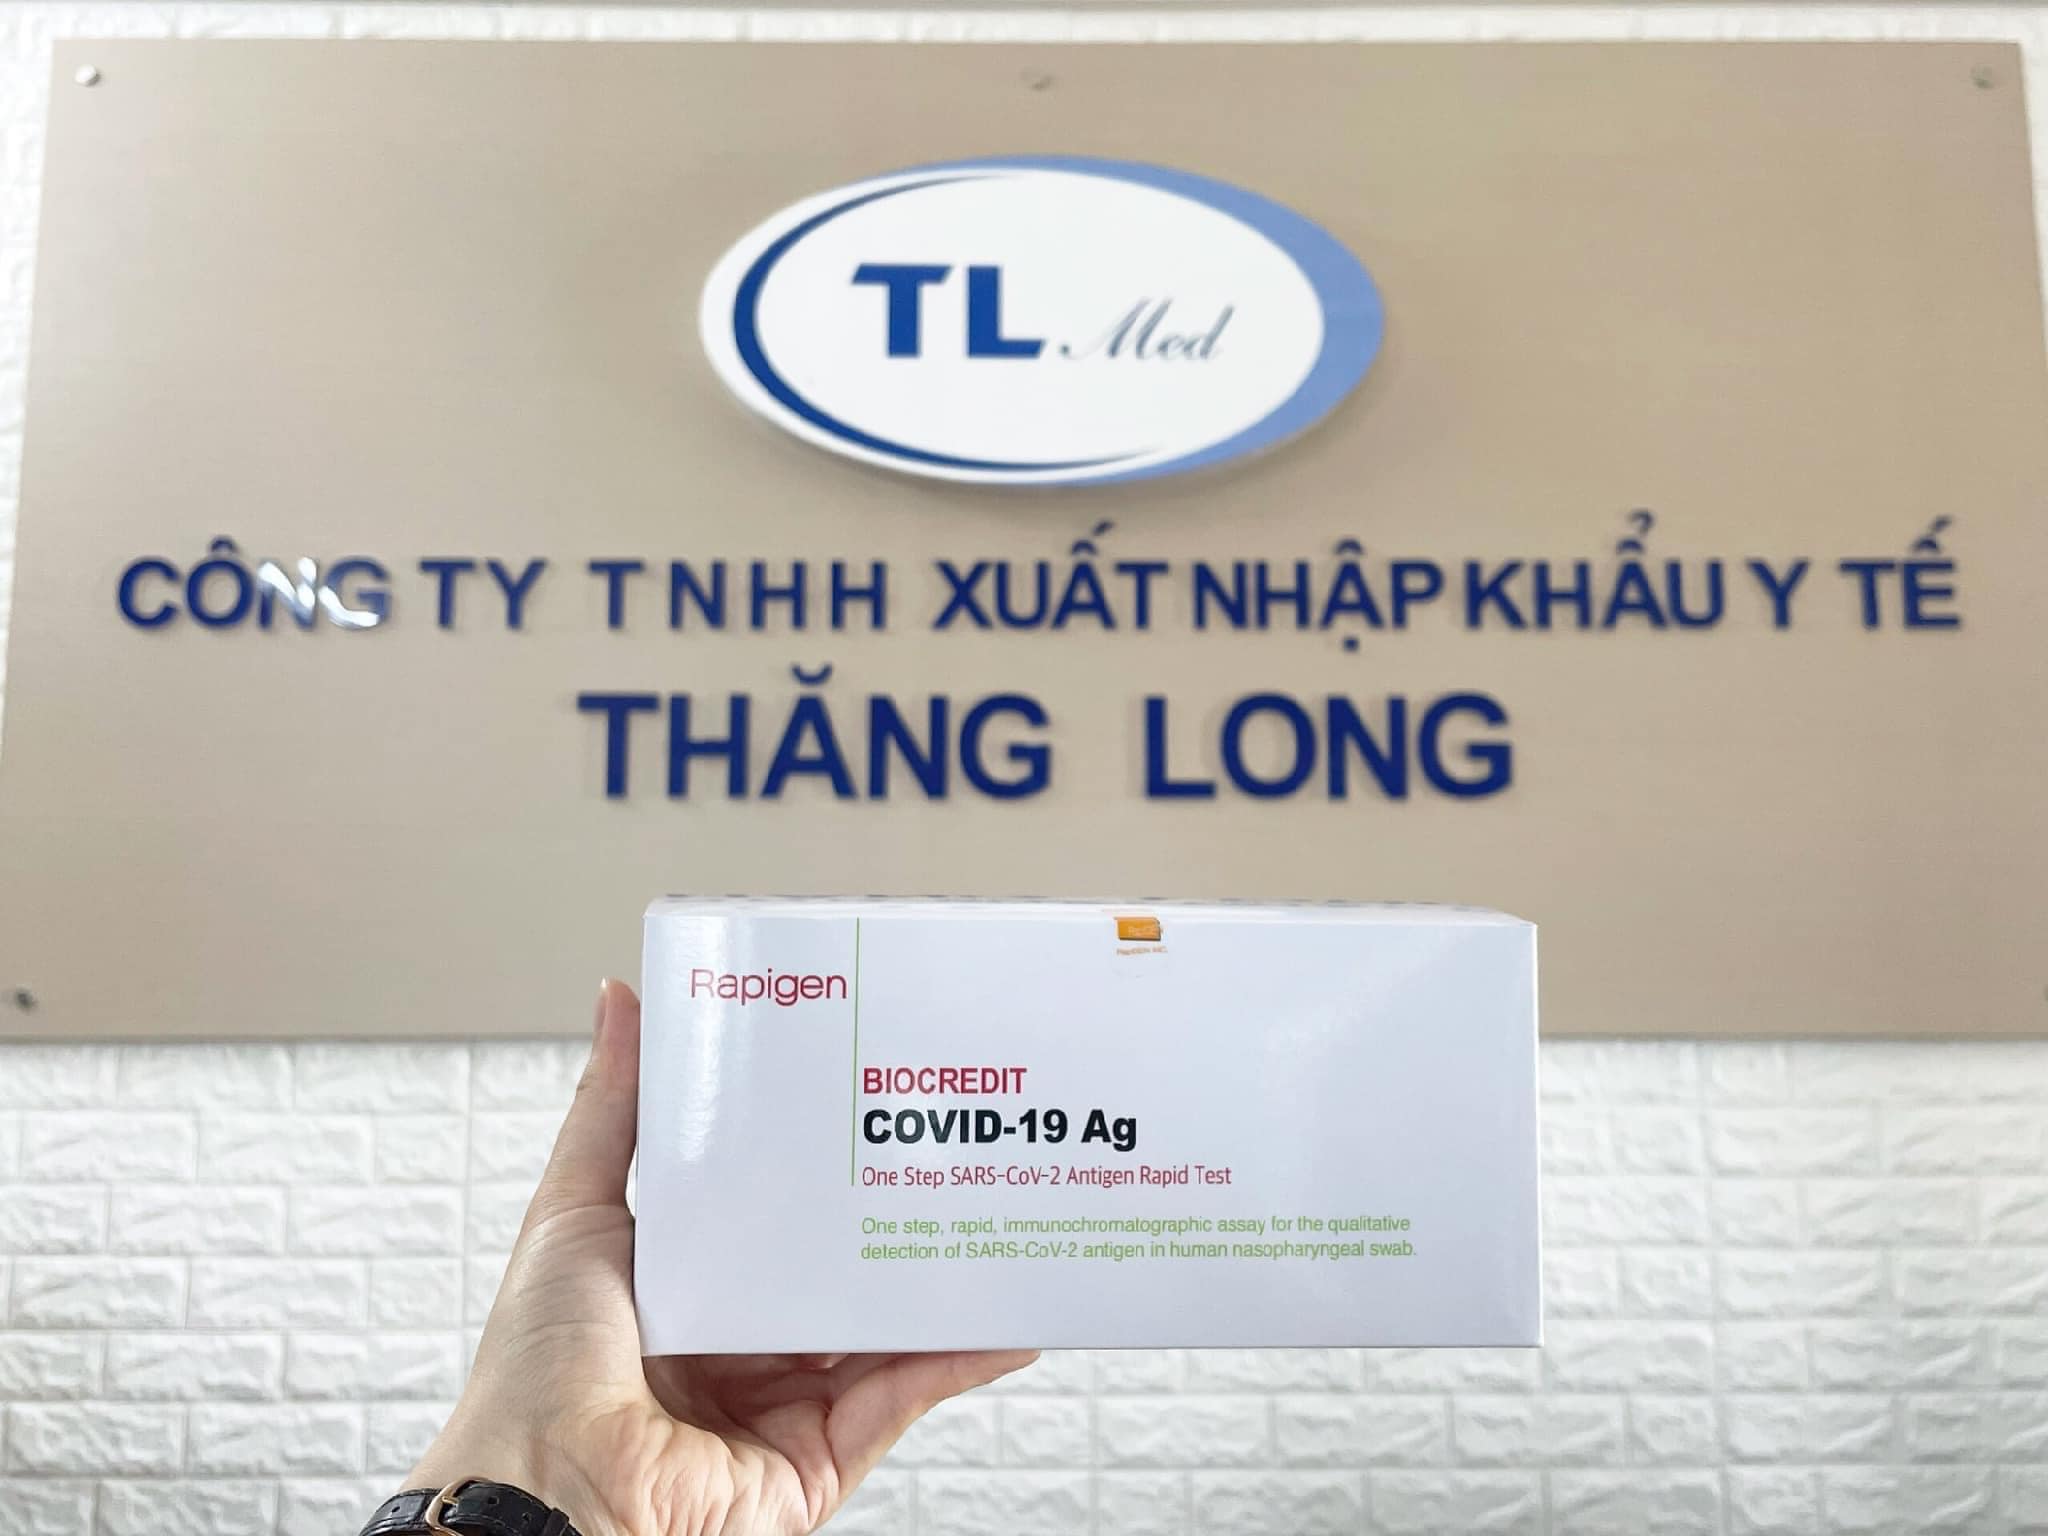 TL Med
CÔNG TY TNHH XUẤT NHẬP KHẨU Y TẾ
THĂNG LONG
Rapigen
BIOCREDIT
COVID-19 Ag
One Step SARS-CoV-2 Antigen Rapid Test
One step, rapid, immunochromatographic assay for the qualitative
detection of SARS-CoV-2 antigen in human nasopharyngeal swab.